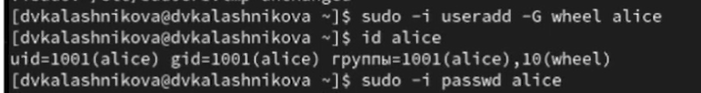 [dvkalashnikova@dvkalashnikova ~]$ sudo -i useradd -G wheel alice
[dvkalashnikova@dvkalashnikova ~]$ id alice
uid=1001(alice) gid=1001(alice) группы=1001(alice),10(wheel)
[dvkalashnikova@dvkalashnikova ~]$ sudo -i passwd alice